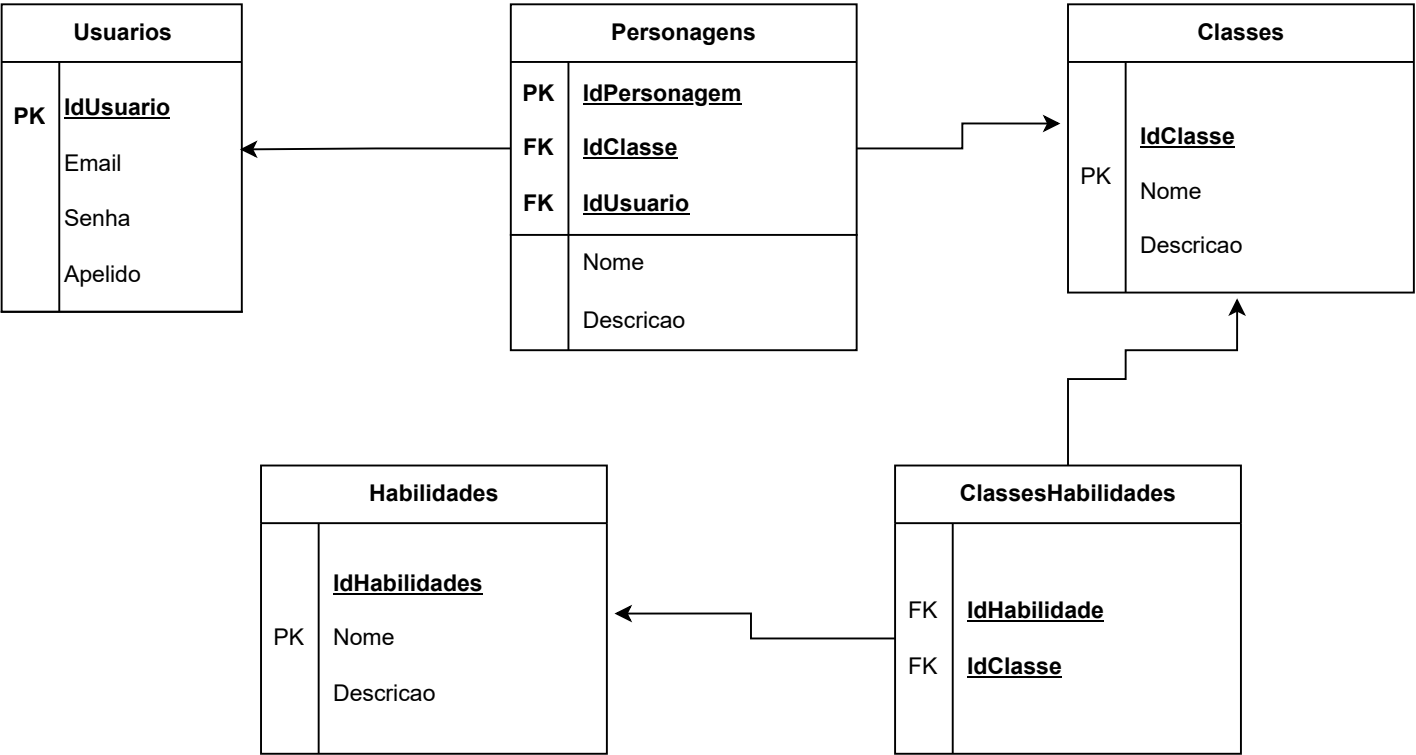 Usuarios
PK
IdUsuario
Email
Senha
Apelido
Personagens
PK IdPersonagem
FK IdClasse
FK IdUsuario
Nome
Descricao
Classes
PK
IdClasse
Nome
Descricao
Habilidades
PK
IdHabilidades
Nome
Descricao
ClassesHabilidades
FK IdHabilidade
FK IdClasse